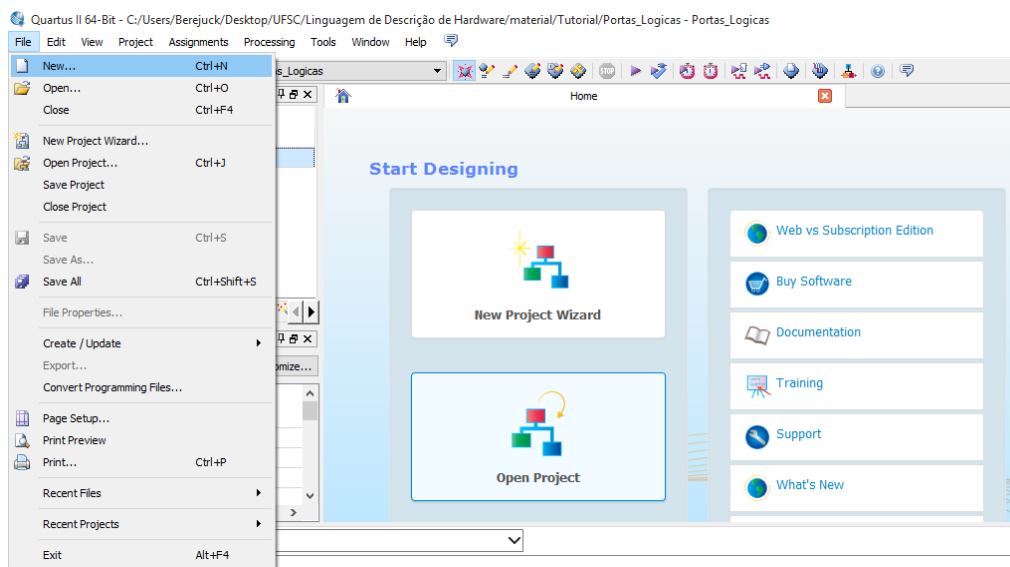 Quartus II 64-Bit - C:/Users/Berejuck/Desktop/UFSC/Linguagem de Descrição de Hardware/material/Tutorial/Portas_Logicas - Portas_Logicas
File Edit View Project Assignments Processing Tools Window Help
New... Ctrl+N
Open... Ctrl+O
Close Ctrl+F4
New Project Wizard...
Open Project... Ctrl+J
Save Project
Close Project
Save Ctrl+S
Save As...
Save All Ctrl+Shift+S
File Properties...
Create / Update
Export...
Convert Programming Files...
Page Setup...
Print Preview
Print... Ctrl+P
Recent Files
Recent Projects
Exit Alt+F4
s_Logicas
STOP
Home
Start Designing
New Project Wizard
Open Project
Web vs Subscription Edition
Buy Software
Documentation
Training
Support
What's New